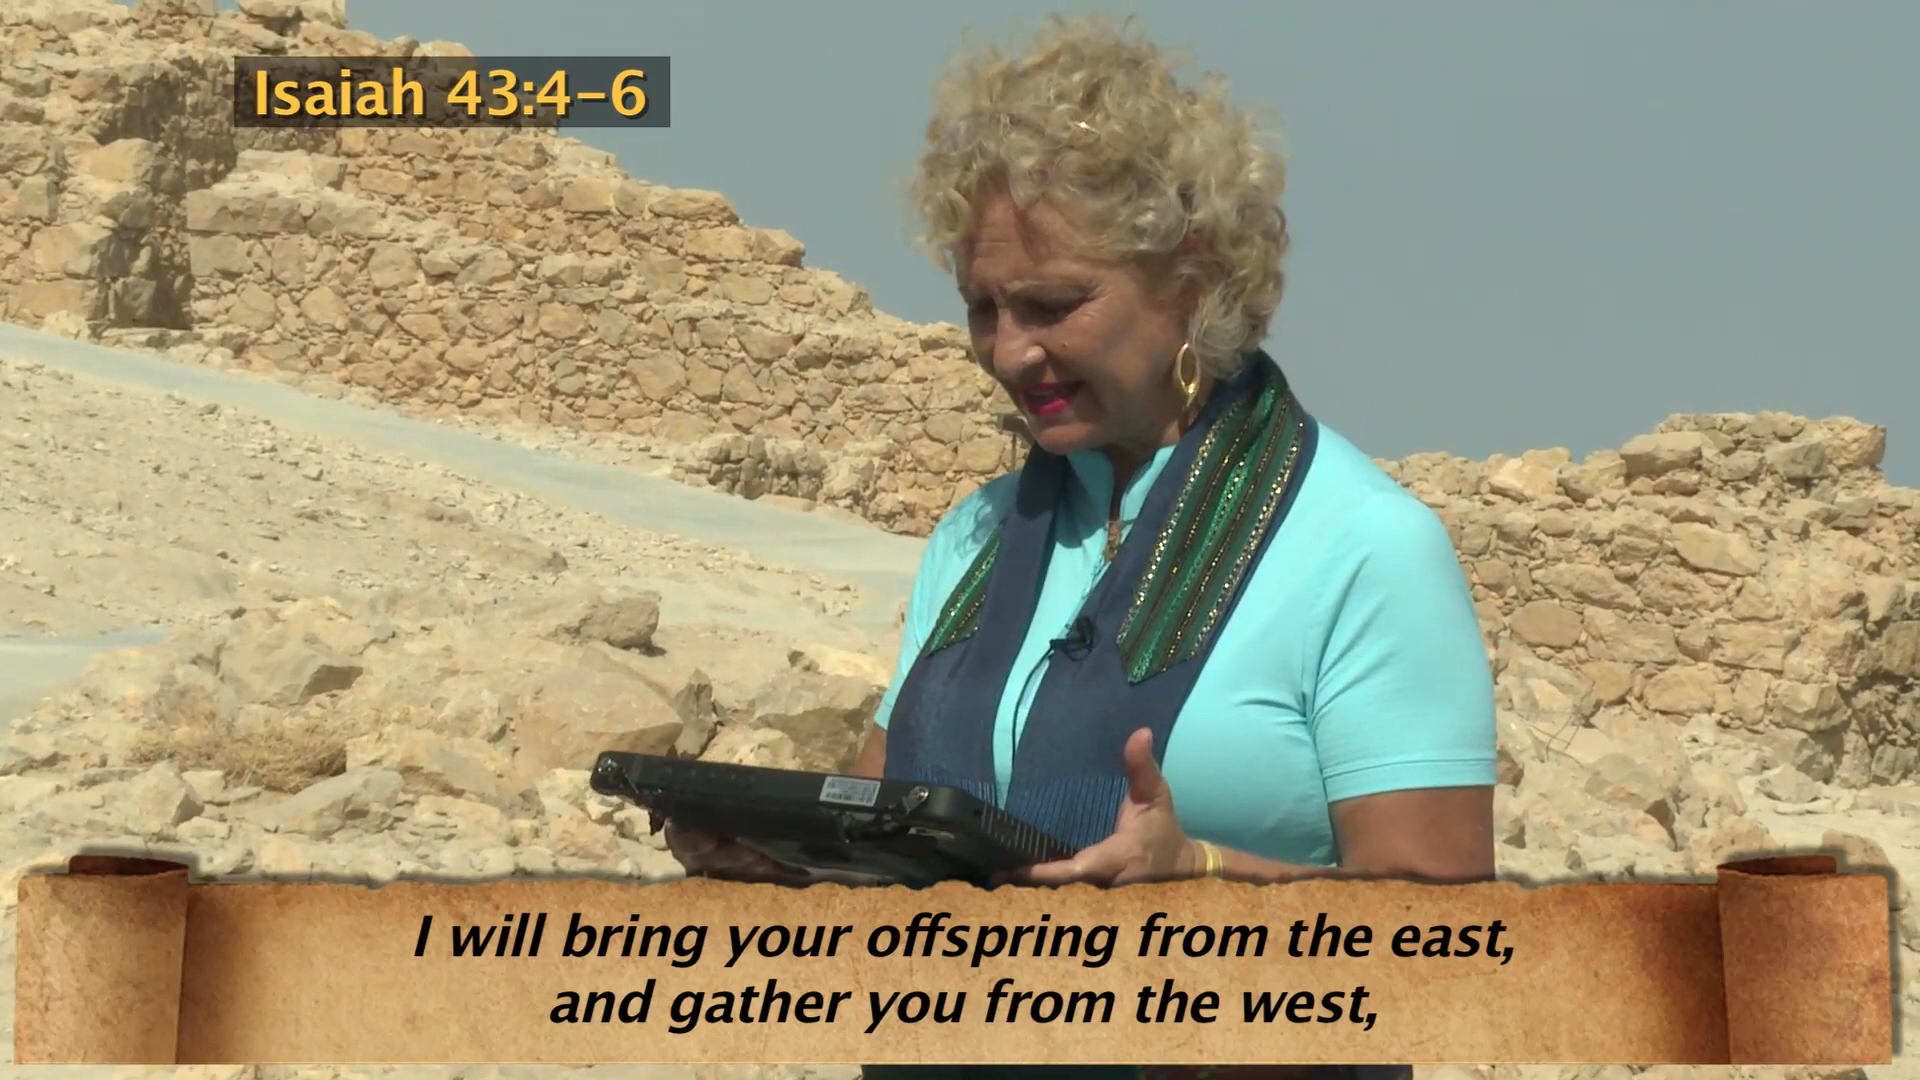 Isaiah 43:4–6
I will bring your offspring from the east,
and gather you from the west,